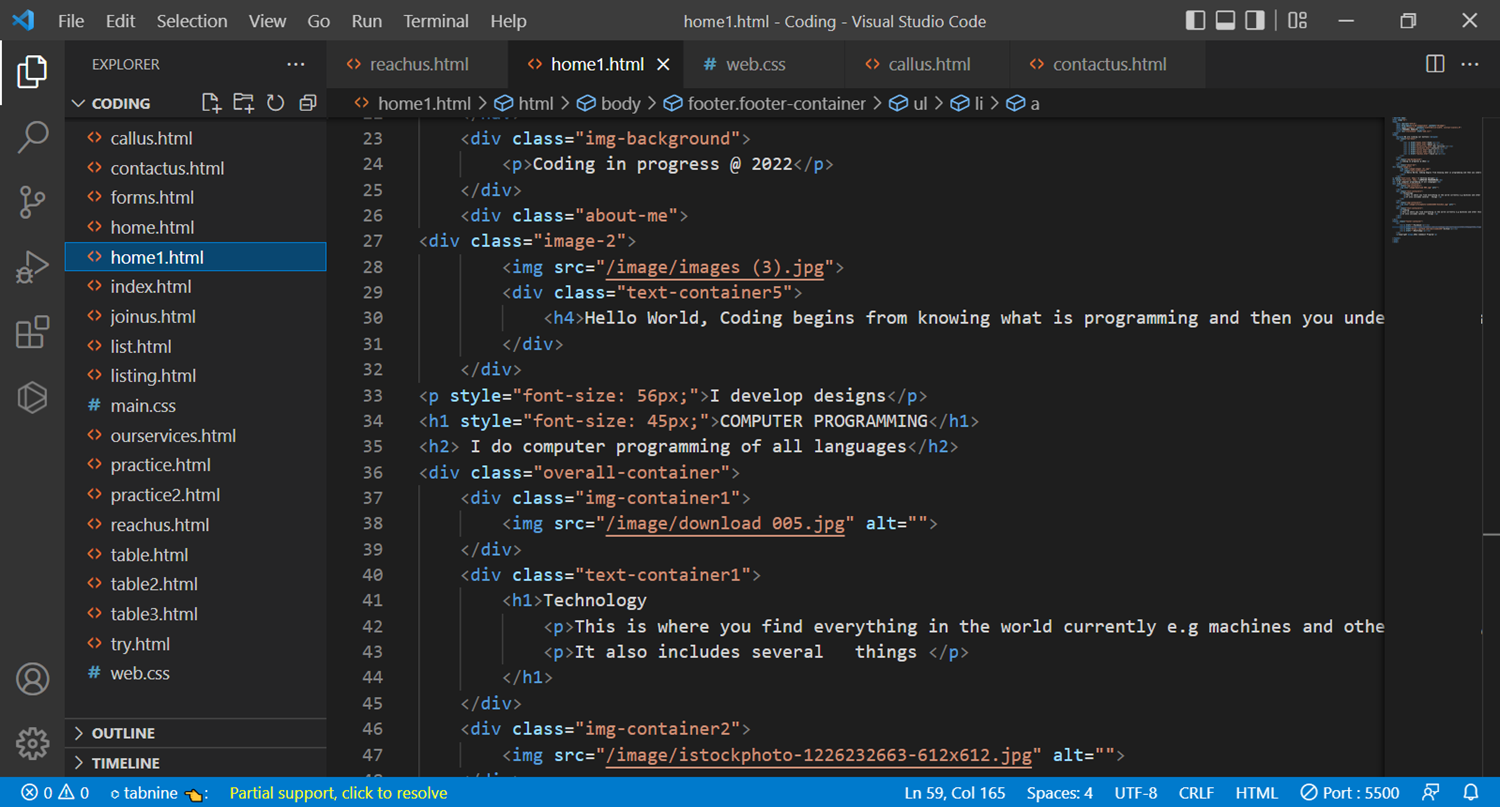 File Edit Selection View Go Run Terminal Help home1.html - Coding - Visual Studio Code
EXPLORER
CODING
callus.html
contactus.html
forms.html
home.html
home1.html
index.html
joinus.html
list.html
listing.html
main.css
ourservices.html
practice.html
practice2.html
reachus.html
table.html
table2.html
table3.html
try.html
web.css
OUTLINE
TIMELINE
reachus.html home1.html web.css callus.html contactus.html
home1.html > html > body > footer.footer-container > ul > li > a
23 <div class="img-background">
24 <p>Coding in progress @ 2022</p>
25 </div>
26 <div class="about-me">
27 <div class="image-2">
28 <img src="/image/images (3).jpg">
29 <div class="text-container5">
30 <h4>Hello World, Coding begins from knowing what is programming and then you unde
31 </div>
32 </div>
33 <p style="font-size: 56px;">I develop designs</p>
34 <h1 style="font-size: 45px;">COMPUTER PROGRAMMING</h1>
35 <h2> I do computer programming of all languages</h2>
36 <div class="overall-container">
37 <div class="img-container1">
38 <img src="/image/download 005.jpg" alt="">
39 </div>
40 <div class="text-container1">
41 <h1>Technology
42 <p>This is where you find everything in the world currently e.g machines and othe
43 <p>It also includes several   things </p>
44 </h1>
45 </div>
46 <div class="img-container2">
47 <img src="/image/istockphoto-1226232663-612x612.jpg" alt="">
0 0 tabnine : Partial support, click to resolve Ln 59, Col 165 Spaces: 4 UTF-8 CRLF HTML Port : 5500